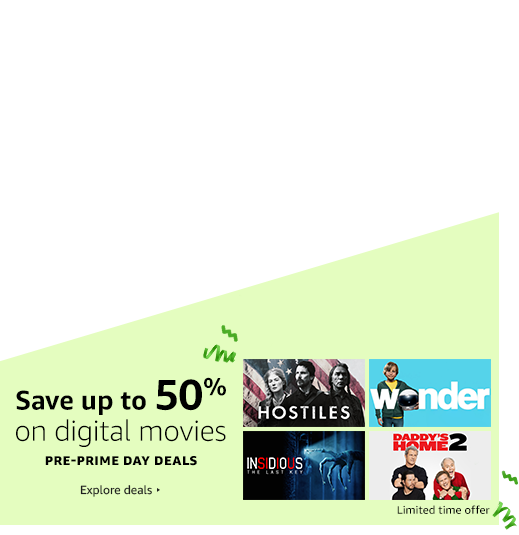 Save up to 50%
on digital movies
PRE-PRIME DAY DEALS
Explore deals ▸
HOSTILES
wonder
INSIDIOUS
THE LAST KEY
DADDY'S
HOME 2
Limited time offer